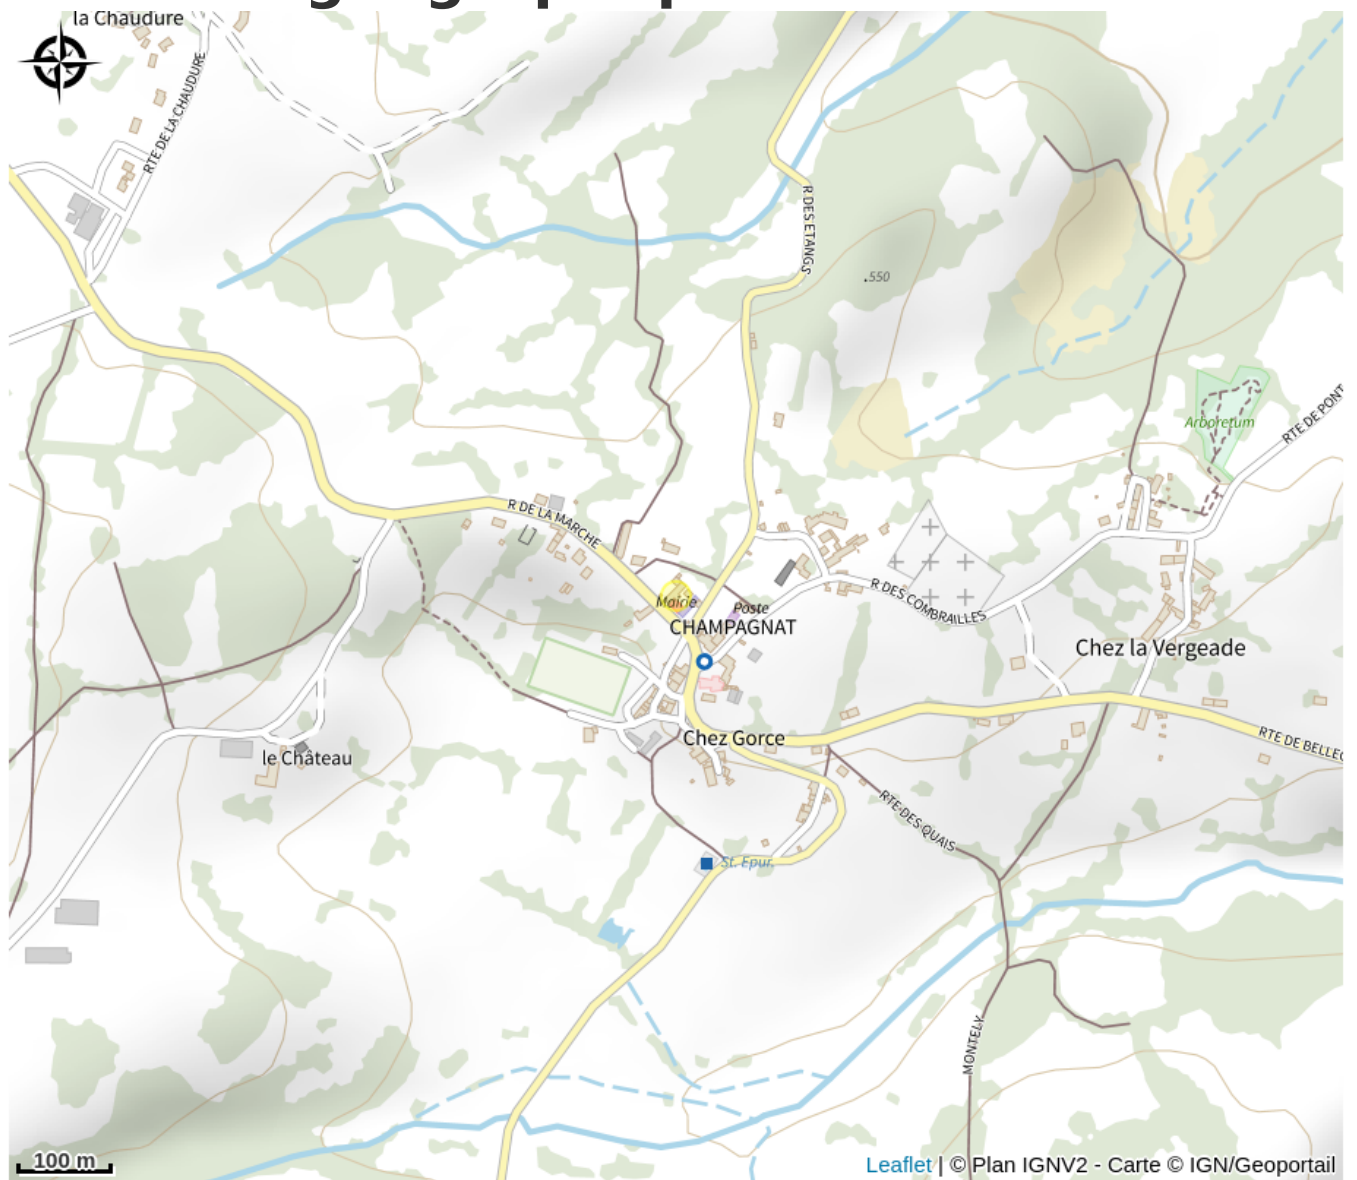 la Chaudure
RTE DE LA CHAUDURE
R DES ETANGS
.550
Arboretum
RTE DE PONT
R DE LA MARCHE
Mairie
Poste
CHAMPAGNAT
R DES COMBRAILLES
Chez la Vergeade
Chez Gorce
le Château
RTE DE BELLEG
RTE DES QUAIS
St. Epur.
MONTELY
100 m
Leaflet | © Plan IGNV2 - Carte © IGN/Geoportail